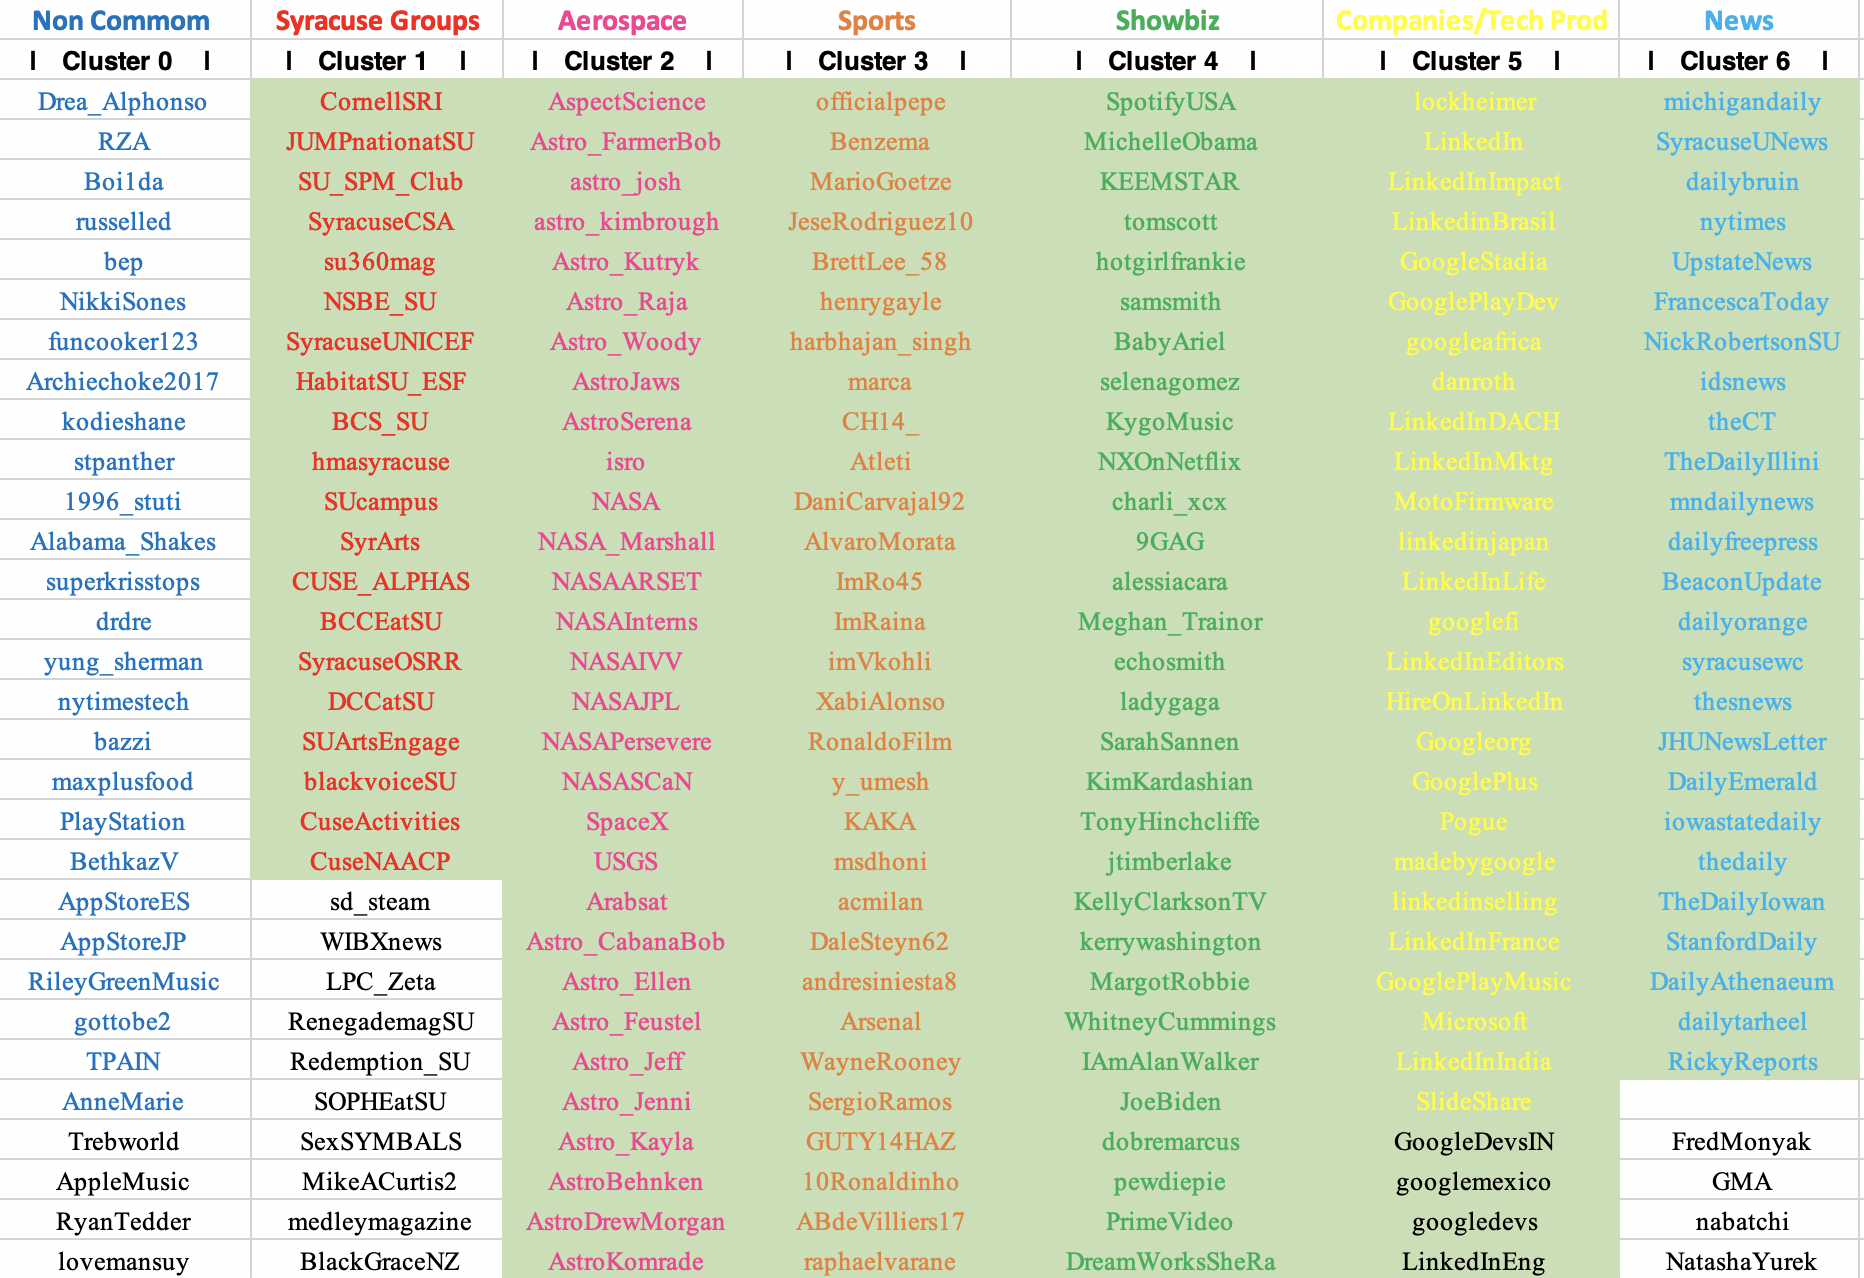 Non Commom Syracuse Groups Aerospace Sports Showbiz Companies/Tech Prod News
| Cluster 0 | | Cluster 1 | | Cluster 2 | | Cluster 3 | | Cluster 4 | | Cluster 5 | | Cluster 6 |
Drea_Alphonso CornellSRI AspectScience officialpepe SpotifyUSA lockheimer michigandaily
RZA JUMPnationatSU Astro_FarmerBob Benzema MichelleObama LinkedIn SyracuseUNews
Boi1da SU_SPM_Club astro_josh MarioGoetze KEEMSTAR LinkedInImpact dailybruin
russelled SyracuseCSA astro_kimbrough JeseRodriguez10 tomscott LinkedinBrasil nytimes
bep su360mag Astro_Kutryk BrettLee_58 hotgirlfrankie GoogleStadia UpstateNews
NikkiSones NSBE_SU Astro_Raja henrygayle samsmith GooglePlayDev FrancescaToday
funcooker123 SyracuseUNICEF Astro_Woody harbhajan_singh BabyAriel googleafrica NickRobertsonSU
Archiechoke2017 HabitatSU_ESF AstroJaws marca selenagomez danroth idsnews
kodieshane BCS_SU AstroSerena CH14_ KygoMusic LinkedInDACH theCT
stpanther hmasyracuse isro Atleti NXOnNetflix LinkedInMktg TheDailyIllini
1996_stuti SUcampus NASA DaniCarvajal92 charli_xcx MotoFirmware mndailynews
Alabama_Shakes SyrArts NASA_Marshall AlvaroMorata 9GAG linkedinjapan dailyfreepress
superkrisstops CUSE_ALPHAS NASAARSET ImRo45 alessiacara LinkedInLife BeaconUpdate
drdre BCCEatSU NASAInterns ImRaina Meghan_Trainor googlefi dailyorange
yung_sherman SyracuseOSRR NASAIVV imVkohli echosmith LinkedInEditors syracusewc
nytimestech DCCatSU NASAJPL XabiAlonso ladygaga HireOnLinkedIn thesnews
bazzi SUArtsEngage NASAPersevere RonaldoFilm SarahSannen Googleorg JHUNewsLetter
maxplusfood blackvoiceSU NASASCaN y_umesh KimKardashian GooglePlus DailyEmerald
PlayStation CuseActivities SpaceX KAKA TonyHinchcliffe Pogue iowastatedaily
BethkazV CuseNAACP USGS msdhoni jtimberlake madebygoogle thedaily
AppStoreES sd_steam Arabsat acmilan KellyClarksonTV linkedinselling TheDailyIowan
AppStoreJP WIBXnews Astro_CabanaBob DaleSteyn62 kerrywashington LinkedInFrance StanfordDaily
RileyGreenMusic LPC_Zeta Astro_Ellen andresiniesta8 MargotRobbie GooglePlayMusic DailyAthenaeum
gottobe2 RenegademagSU Astro_Feustel Arsenal WhitneyCummings Microsoft dailytarheel
TPAIN Redemption_SU Astro_Jeff WayneRooney IAmAlanWalker LinkedInIndia RickyReports
AnneMarie SOPHEatSU Astro_Jenni SergioRamos JoeBiden SlideShare
Trebworld SexSYMBALS Astro_Kayla GUTY14HAZ dobremarcus GoogleDevsIN FredMonyak
AppleMusic MikeACurtis2 AstroBehnken 10Ronaldinho pewdiepie googlemexico GMA
RyanTedder medleymagazine AstroDrewMorgan ABdeVilliers17 PrimeVideo googledevs nabatchi
lovemansuy BlackGraceNZ AstroKomrade raphaelvarane DreamWorksSheRa LinkedInEng NatashaYurek